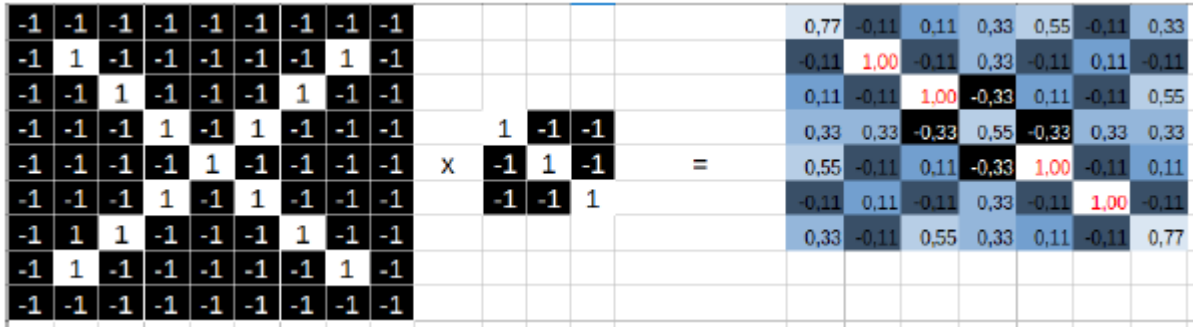 -1 -1 -1 -1 -1 -1 -1 -1 -1 0,77 -0,11 0,11 0,33 0,55 -0,11 0,33
-1 1 -1 -1 -1 -1 -1 1 -1 -0,11 1,00 -0,11 0,33 -0,11 0,11 -0,11
-1 -1 1 -1 -1 -1 1 -1 -1 0,11 -0,11 1,00 -0,33 0,11 -0,11 0,55
-1 -1 -1 1 -1 1 -1 -1 -1 1 -1 -1 0,33 0,33 -0,33 0,55 -0,33 0,33 0,33
-1 -1 -1 -1 1 -1 -1 -1 -1 x -1 1 -1 = 0,55 -0,11 0,11 -0,33 1,00 -0,11 0,11
-1 -1 -1 1 -1 1 -1 -1 -1 -1 -1 1 -0,11 0,11 -0,11 0,33 -0,11 1,00 -0,11
-1 1 1 -1 -1 -1 1 -1 -1 0,33 -0,11 0,55 0,33 0,11 -0,11 0,77
-1 1 -1 -1 -1 -1 -1 1 -1
-1 -1 -1 -1 -1 -1 -1 -1 -1